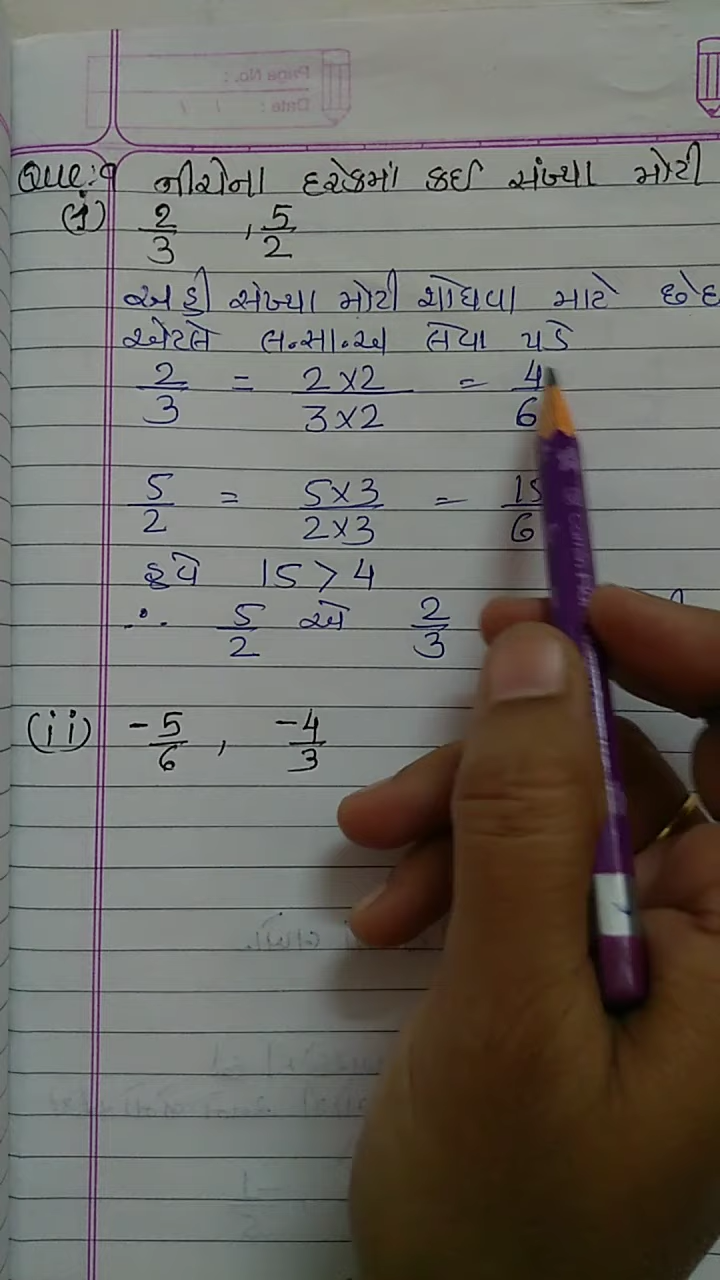 Que:9 નીચેના દરેકમાં કઈ સંખ્યા મોટી
(i) 2/3 , 5/2
અહી સંખ્યા મોટી શોધવા માટે છેદ
એટલે લ.સા.અ લેવા પડે
2/3 = 2×2/3×2 = 4/6
5/2 = 5×3/2×3 = 15/6
હવે 15 > 4
∴ 5/2 એ 2/3
(ii) -5/6 , -4/3